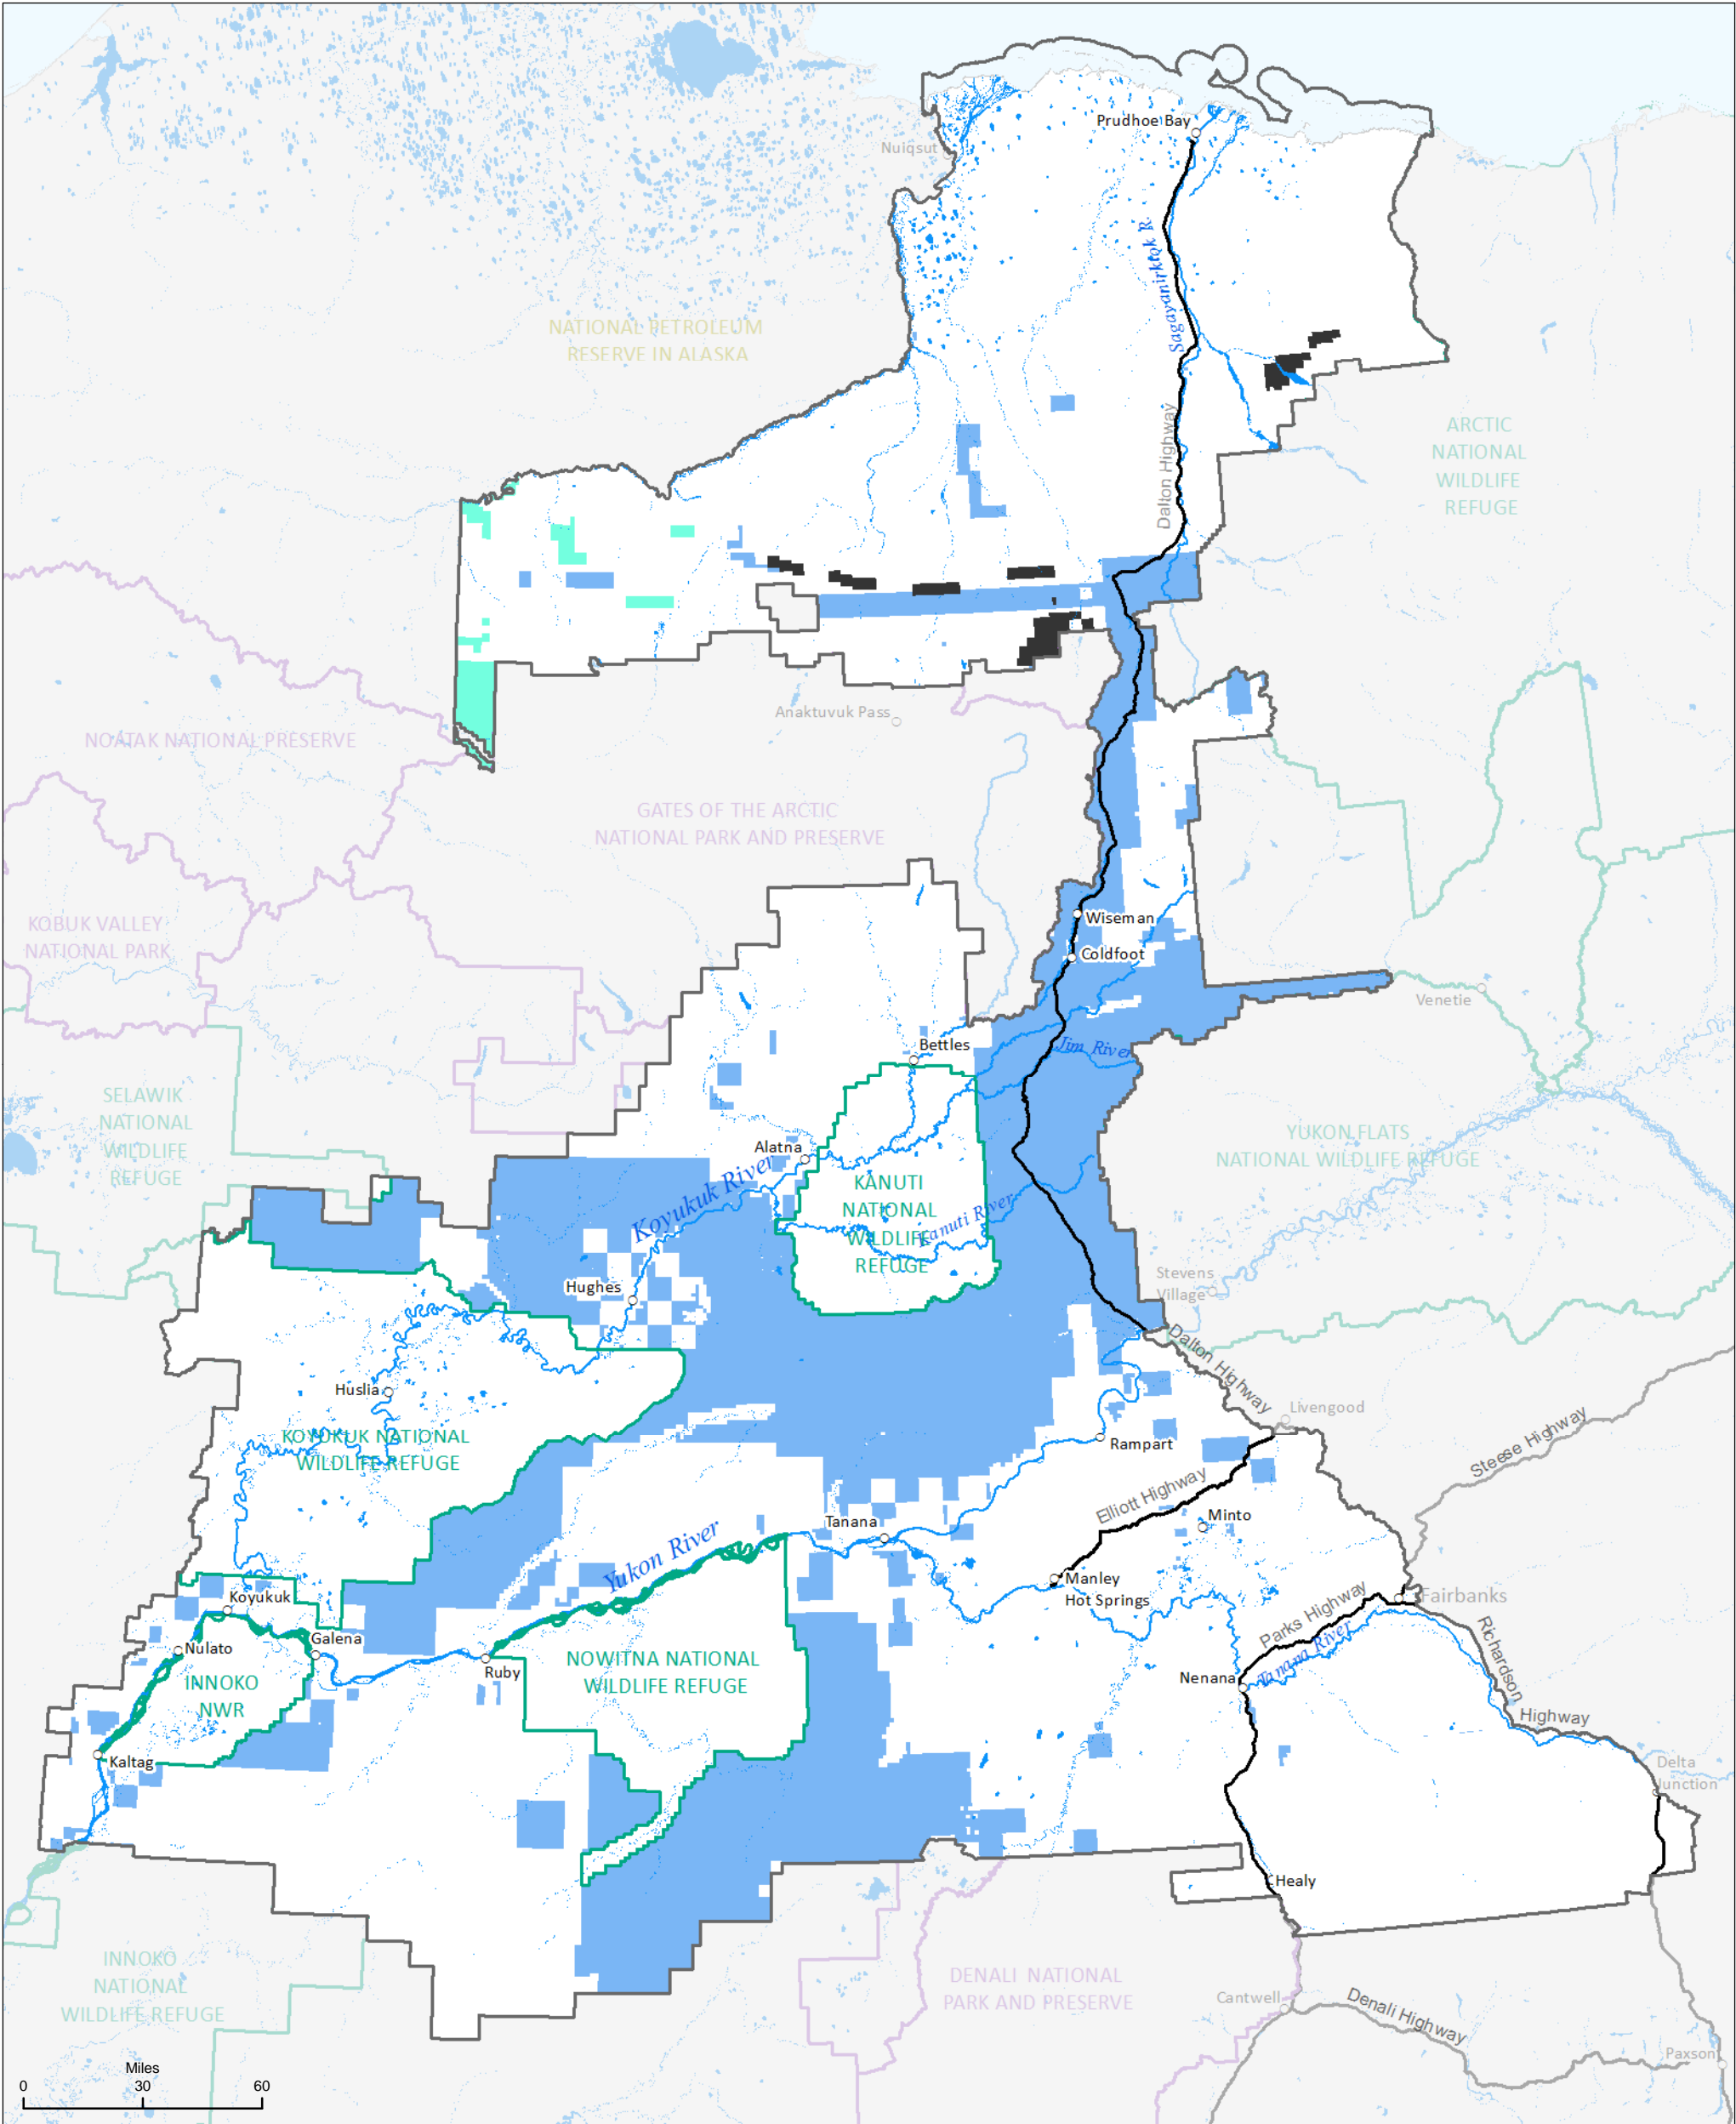 Prudhoe Bay
Nuiqsut
Sagavanirktok R.
NATIONAL PETROLEUM
RESERVE IN ALASKA
Dalton Highway
ARCTIC
NATIONAL
WILDLIFE
REFUGE
Anaktuvuk Pass
NOATAK NATIONAL PRESERVE
GATES OF THE ARCTIC
NATIONAL PARK AND PRESERVE
KOBUK VALLEY
NATIONAL PARK
Wiseman
Coldfoot
Venetie
Bettles
Jim River
SELAWIK
NATIONAL
WILDLIFE
REFUGE
YUKON FLATS
NATIONAL WILDLIFE REFUGE
Alatna
Koyukuk River
KANUTI
NATIONAL
WILDLIFE
REFUGE
Kanuti River
Hughes
Stevens
Village
Dalton Highway
Huslia
Livengood
KOYUKUK NATIONAL
WILDLIFE REFUGE
Rampart
Steese Highway
Elliott Highway
Minto
Tanana
Yukon River
Manley
Hot Springs
Koyukuk
Fairbanks
Parks Highway
Nulato
Galena
Ruby
INNOKO
NWR
NOWITNA NATIONAL
WILDLIFE REFUGE
Nenana
Tanana River
Richardson
Highway
Kaltag
Delta
Junction
Healy
INNOKO
NATIONAL
WILDLIFE REFUGE
DENALI NATIONAL
PARK AND PRESERVE
Cantwell
Denali Highway
Paxson
Miles
0 30 60